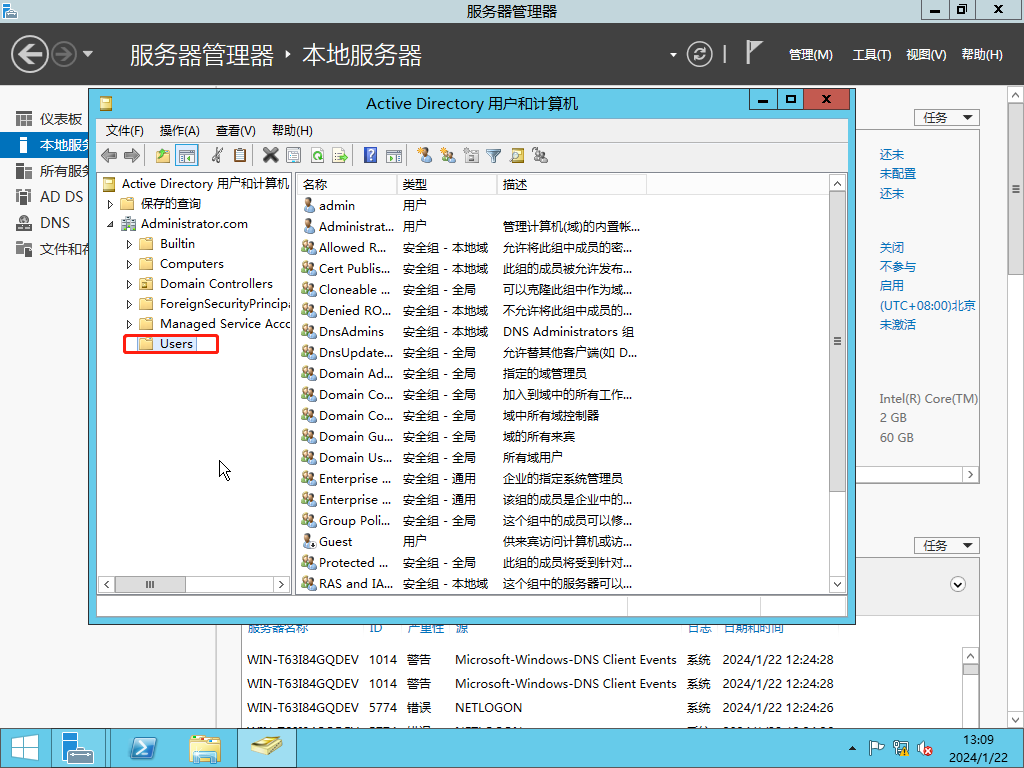 服务器管理器
服务器管理器 ‣ 本地服务器
管理(M) 工具(T) 视图(V) 帮助(H)
仪表板
本地服务
所有服务
AD DS
DNS
文件和存
任务
还未
未配置
还未
关闭
不参与
启用
(UTC+08:00)北京
未激活
Intel(R) Core(TM)
2 GB
60 GB
任务
Active Directory 用户和计算机
文件(F) 操作(A) 查看(V) 帮助(H)
Active Directory 用户和计算机
保存的查询
Administrator.com
Builtin
Computers
Domain Controllers
ForeignSecurityPrincipa
Managed Service Acco
Users
名称 类型 描述
admin 用户
Administrat... 用户 管理计算机(域)的内置帐...
Allowed R... 安全组 - 本地域 允许将此组中成员的密...
Cert Publis... 安全组 - 本地域 此组的成员被允许发布...
Cloneable ... 安全组 - 全局 可以克隆此组中作为域...
Denied RO... 安全组 - 本地域 不允许将此组中成员的...
DnsAdmins 安全组 - 本地域 DNS Administrators 组
DnsUpdate... 安全组 - 全局 允许替其他客户端(如 D...
Domain Ad... 安全组 - 全局 指定的域管理员
Domain Co... 安全组 - 全局 加入到域中的所有工作...
Domain Co... 安全组 - 全局 域中所有域控制器
Domain Gu... 安全组 - 全局 域的所有来宾
Domain Us... 安全组 - 全局 所有域用户
Enterprise ... 安全组 - 通用 企业的指定系统管理员
Enterprise ... 安全组 - 通用 该组的成员是企业中的...
Group Poli... 安全组 - 全局 这个组中的成员可以修...
Guest 用户 供来宾访问计算机或访...
Protected ... 安全组 - 全局 此组的成员将受到针对...
RAS and IA... 安全组 - 本地域 这个组中的服务器可以...
服务器名称 ID 严重性 源 日志 日期和时间
WIN-T63I84GQDEV 1014 警告 Microsoft-Windows-DNS Client Events 系统 2024/1/22 12:24:28
WIN-T63I84GQDEV 1014 警告 Microsoft-Windows-DNS Client Events 系统 2024/1/22 12:24:28
WIN-T63I84GQDEV 5774 错误 NETLOGON 系统 2024/1/22 12:24:26
13:09
2024/1/22